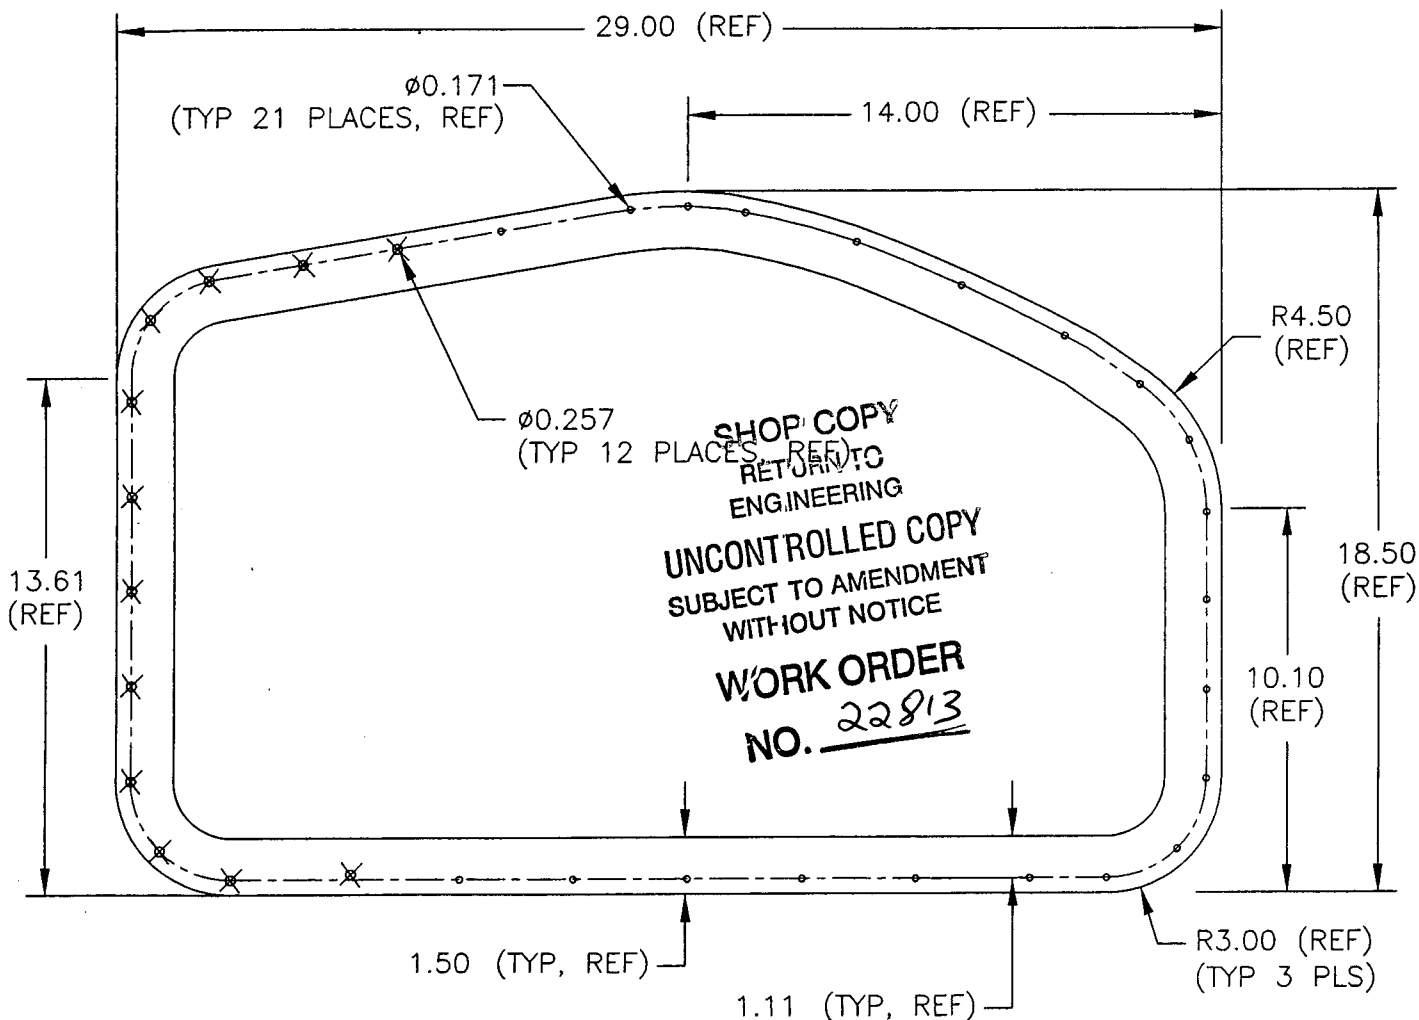 29.00 (REF)
ø0.171
(TYP 21 PLACES, REF)
14.00 (REF)
R4.50
(REF)
ø0.257
(TYP 12 PLACES, REF)
SHOP COPY
RETURN TO
ENGINEERING
UNCONTROLLED COPY
SUBJECT TO AMENDMENT
WITHOUT NOTICE
WORK ORDER
NO. 22813
13.61
(REF)
18.50
(REF)
10.10
(REF)
1.50 (TYP, REF)
1.11 (TYP, REF)
R3.00 (REF)
(TYP 3 PLS)